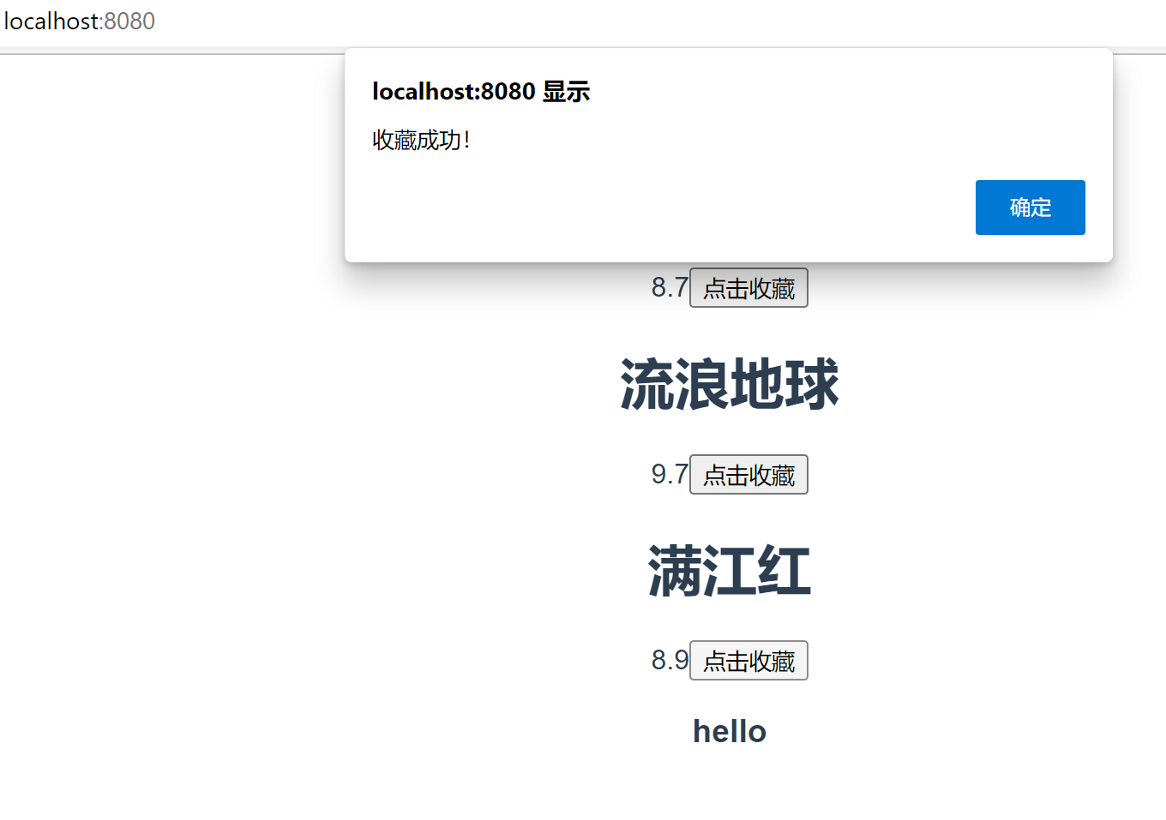 localhost:8080
localhost:8080 显示
收藏成功！
确定
8.7 点击收藏
流浪地球
9.7 点击收藏
满江红
8.9 点击收藏
hello